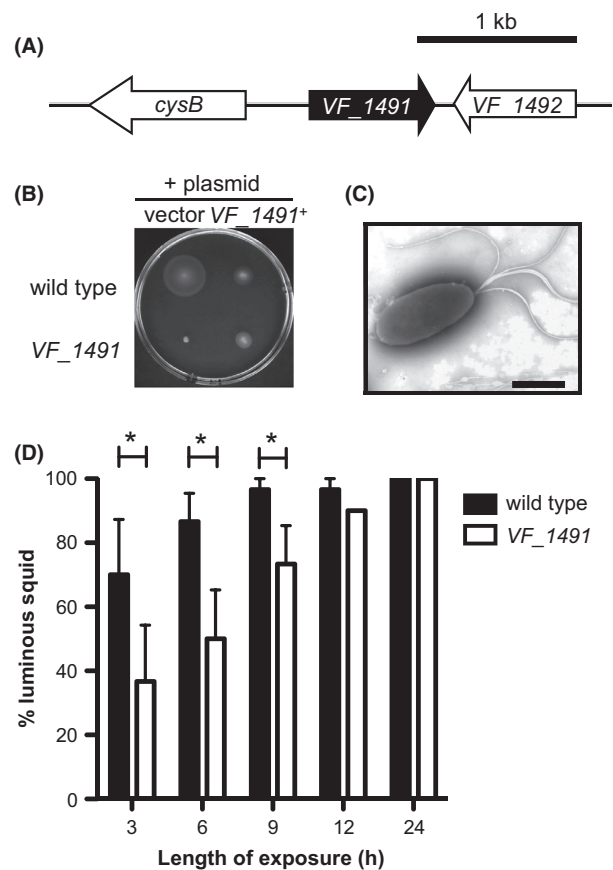 (A)
1 kb
cysB
VF_1491
VF_1492
(B)
+ plasmid
vector VF_1491+
wild type
VF_1491
(C)
(D)
* * *
% luminous squid
100
80
60
40
20
0
3 6 9 12 24
Length of exposure (h)
wild type
VF_1491